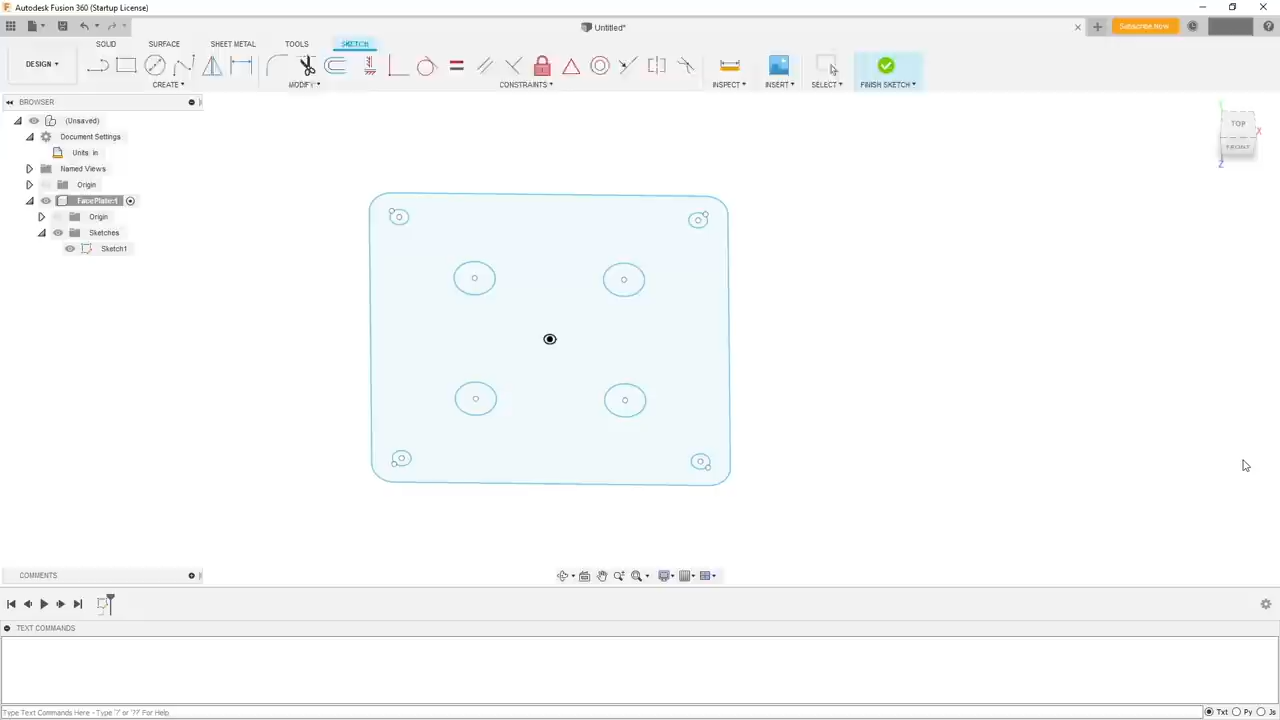 Autodesk Fusion 360 (Startup License)
Untitled*
Subscribe now
SOLID SURFACE SHEET METAL TOOLS SKETCH
DESIGN
CREATE MODIFY CONSTRAINTS INSPECT INSERT SELECT FINISH SKETCH
BROWSER
(Unsaved)
Document Settings
Units in
Named Views
Origin
FacePlate:1
Origin
Sketches
Sketch1
Y
TOP
X
FRONT
Z
COMMENTS
TEXT COMMANDS
Type Text Commands Here - Type '?' or '??' For Help
Txt Py Js